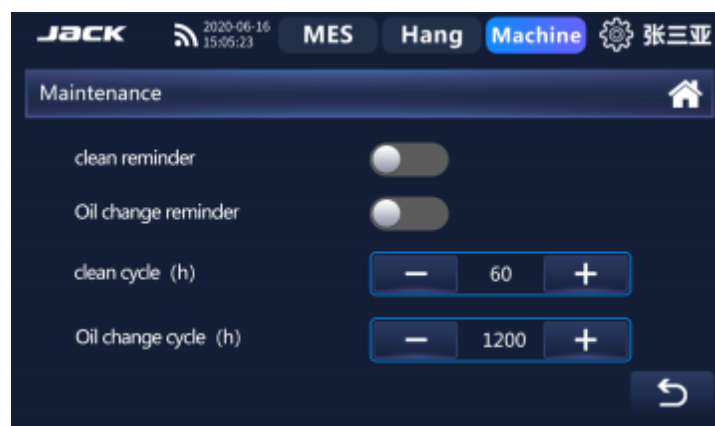 JACK 2020-06-16 MES Hang Machine 张三亚
15:05:23
Maintenance
clean reminder
Oil change reminder
clean cycle (h) − 60 +
Oil change cycle (h) − 1200 +